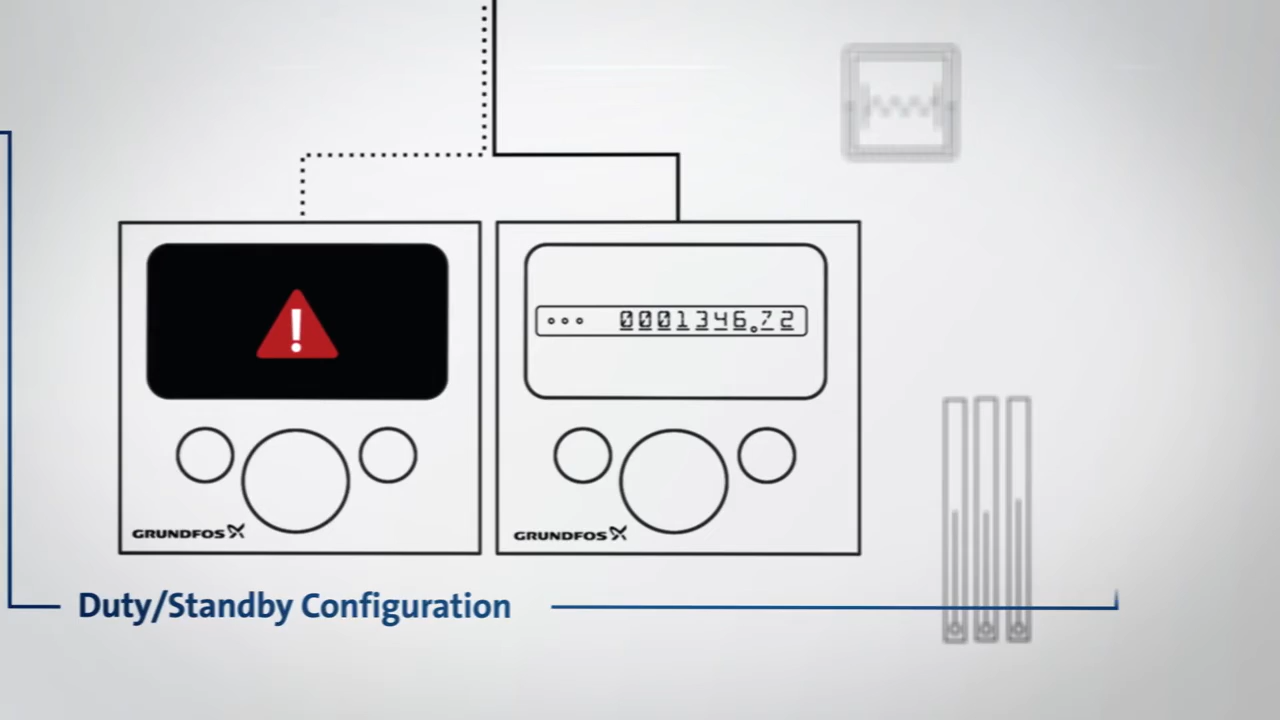 !
0001346.72
GRUNDFOS
GRUNDFOS
Duty/Standby Configuration